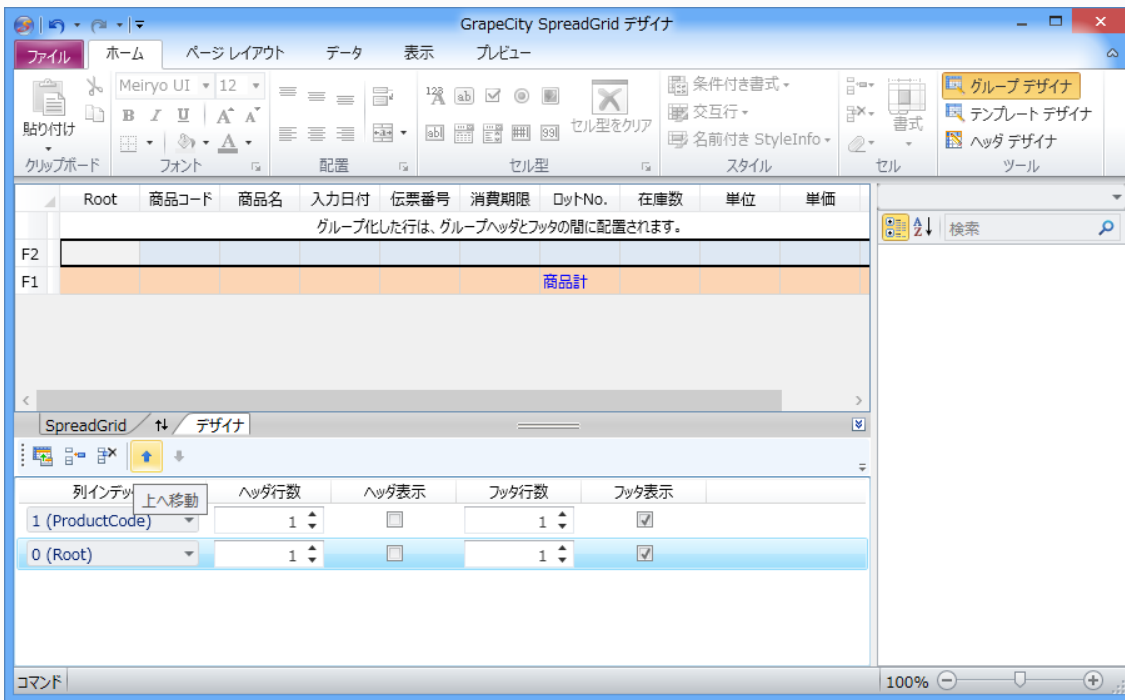 GrapeCity SpreadGrid デザイナ
ファイル ホーム ページ レイアウト データ 表示 プレビュー
貼り付け
Meiryo UI 12
B I U A A
A
123 ab
ab 991
セル型をクリア
条件付き書式
交互行
名前付き StyleInfo
書式
グループ デザイナ
テンプレート デザイナ
ヘッダ デザイナ
クリップボード フォント 配置 セル型 スタイル セル ツール
Root 商品コード 商品名 入力日付 伝票番号 消費期限 ロットNo. 在庫数 単位 単価
グループ化した行は、グループヘッダとフッタの間に配置されます。
F2
F1 商品計
A Z 検索
SpreadGrid デザイナ
列インデッ ヘッダ行数 ヘッダ表示 フッタ行数 フッタ表示
上へ移動
1 (ProductCode) 1 1
0 (Root) 1 1
コマンド 100%